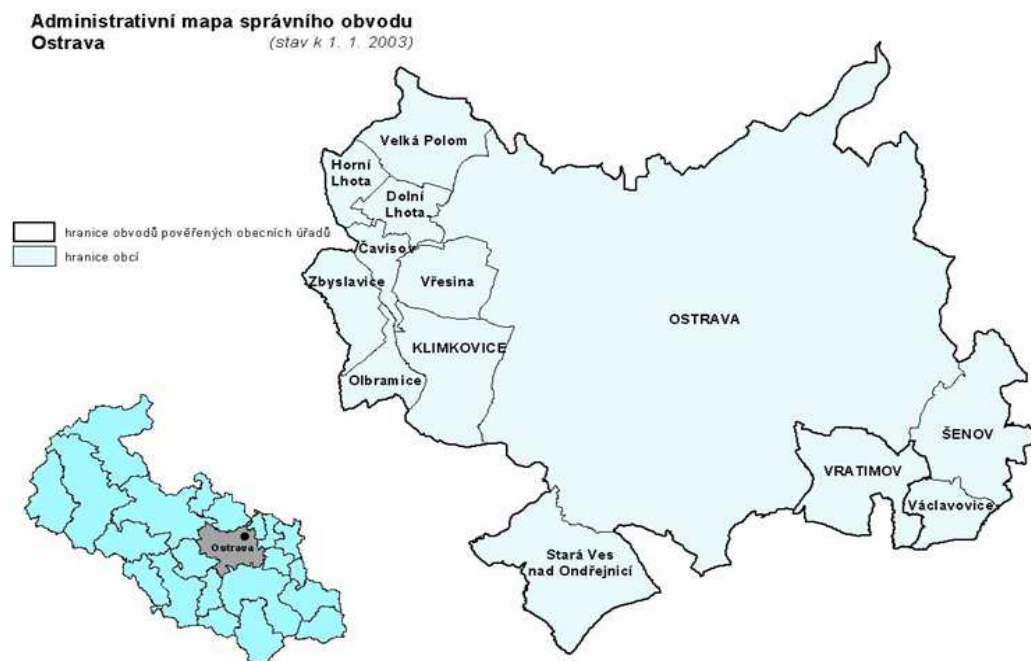 Administrativní mapa správního obvodu
Ostrava (stav k 1. 1. 2003)
Velká Polom
Horní
Lhota
Dolní
Lhota
hranice obvodů pověřených obecních úřadů
hranice obcí
Čavisov
Zbyslavice
Vřesina
OSTRAVA
KLIMKOVICE
Olbramice
ŠENOV
VRATIMOV
Václavovice
Stará Ves
nad Ondřejnicí
Ostrava